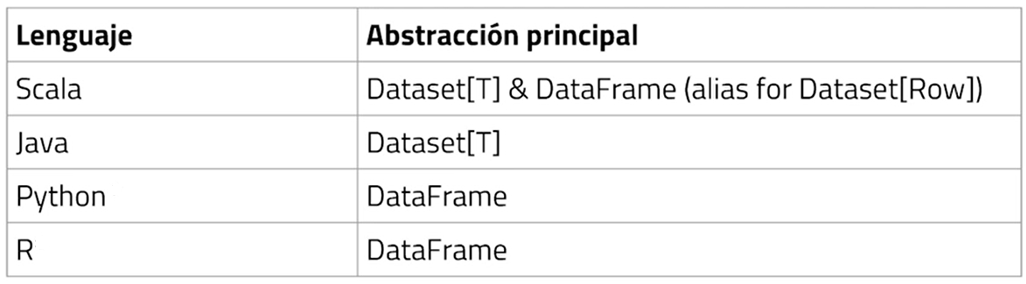 Lenguaje Abstracción principal
Scala Dataset[T] & DataFrame (alias for Dataset[Row])
Java Dataset[T]
Python DataFrame
R DataFrame